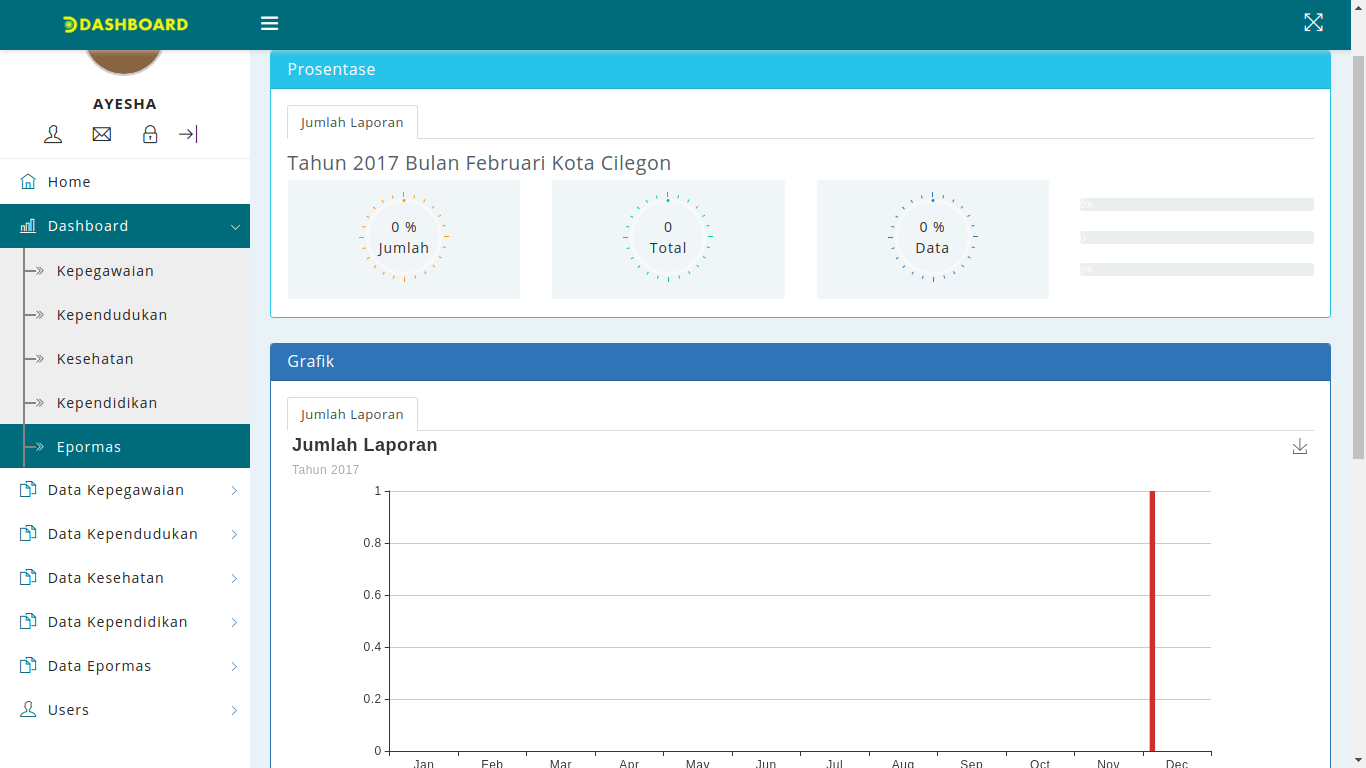 DASHBOARD
AYESHA
Home
Dashboard
Kepegawaian
Kependudukan
Kesehatan
Kependidikan
Epormas
Data Kepegawaian
Data Kependudukan
Data Kesehatan
Data Kependidikan
Data Epormas
Users
Prosentase
Jumlah Laporan
Tahun 2017 Bulan Februari Kota Cilegon
0 %
Jumlah
0
Total
0 %
Data
0%
0
0%
Grafik
Jumlah Laporan
Jumlah Laporan
Tahun 2017
1
0.8
0.6
0.4
0.2
0
Jan Feb Mar Apr May Jun Jul Aug Sep Oct Nov Dec